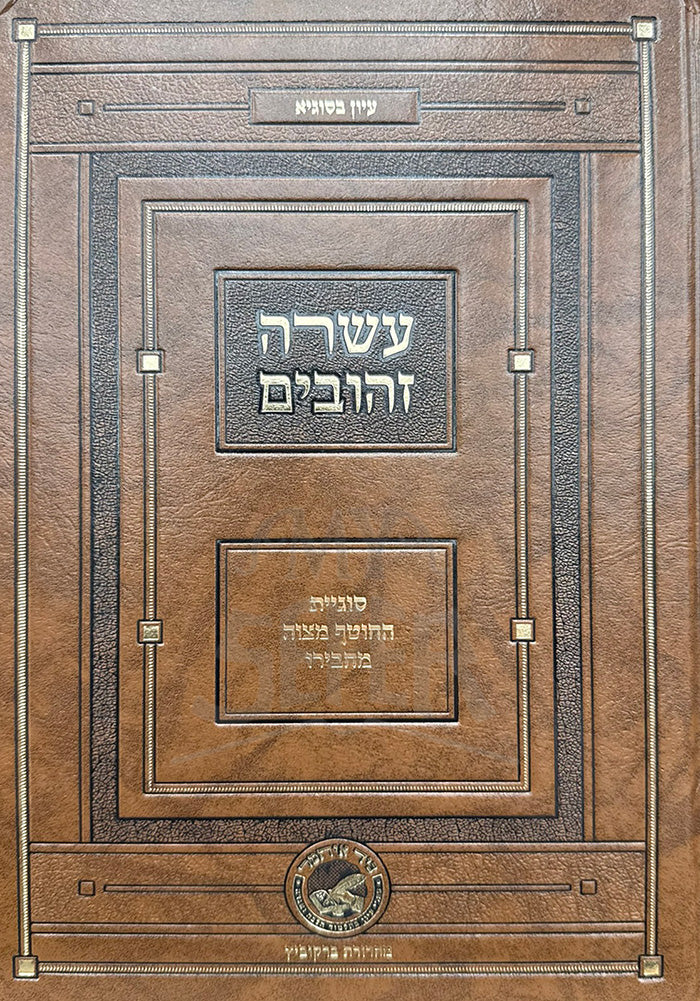 עיון בסוגיא
עשרה
זהובים
סוגיית
החוטף מצוה
מחבירו
מהדורת ברקוביץ